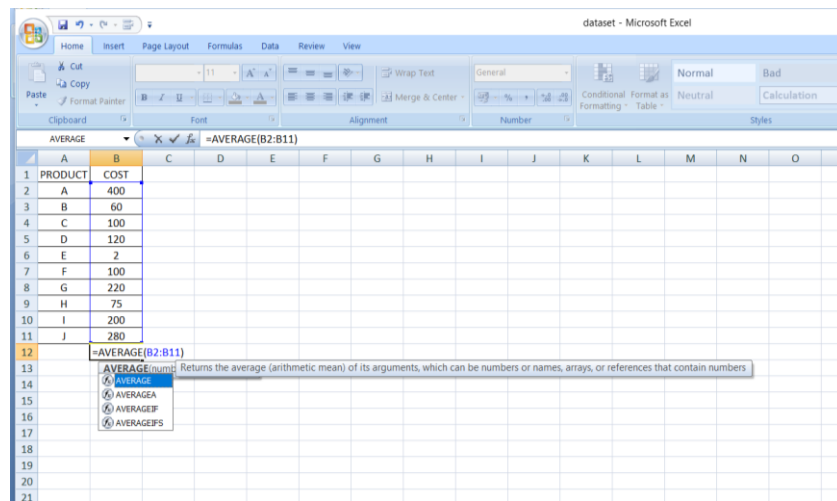 dataset - Microsoft Excel
Home Insert Page Layout Formulas Data Review View
Cut
Copy
Format Painter
Paste
11 A A
Wrap Text
Merge & Center
General
Conditional Formatting
Format as Table
Normal Bad
Neutral Calculation
B I U
Clipboard Font Alignment Number Styles
AVERAGE fx =AVERAGE(B2:B11)
A B C D E F G H I J K L M N O
1 PRODUCT COST
2 A 400
3 B 60
4 C 100
5 D 120
6 E 2
7 F 100
8 G 220
9 H 75
10 I 200
11 J 280
12 =AVERAGE(B2:B11)
13 AVERAGE(numb Returns the average (arithmetic mean) of its arguments, which can be numbers or names, arrays, or references that contain numbers
14 AVERAGE
15 AVERAGEA
16 AVERAGEIF
AVERAGEIFS
17
18
19
20
21